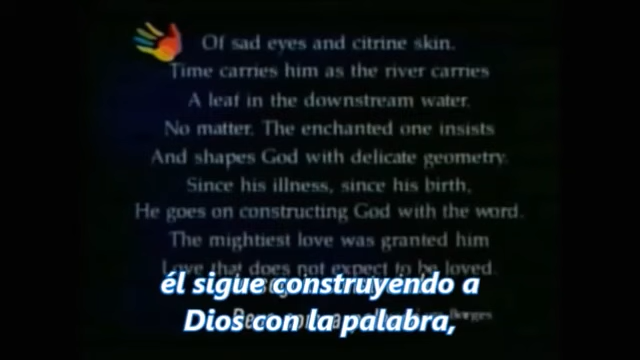 Of sad eyes and citrine skin.
Time carries him as the river carries
A leaf in the downstream water.
No matter. The enchanted one insists
And shapes God with delicate geometry.
Since his illness, since his birth,
He goes on constructing God with the word.
The mightiest love was granted him
Love that does not expect to be loved.
él sigue construyendo a
Dios con la palabra,
Borges